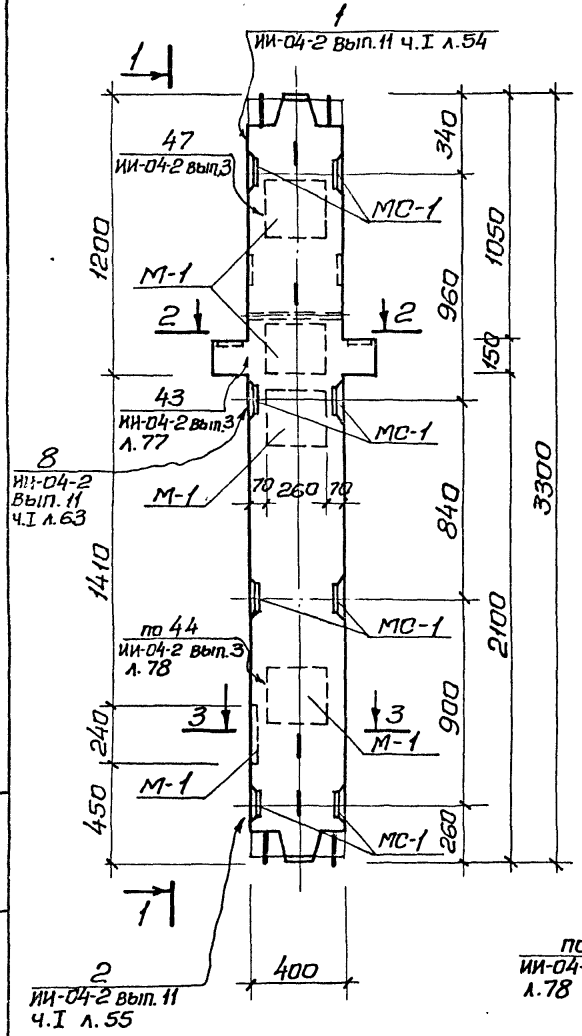 1
ИИ-04-2 вып.11 ч.I л.54
1
47
ИИ-04-2 вып.3
МС-1
340
1050
1200
М-1
960
2
2
150
43
ИИ-04-2 вып.3
л.77
МС-1
8
ИИ-04-2
вып.11
ч.I л.63
М-1
70
260
70
840
3300
1410
МС-1
2100
по 44
ИИ-04-2 вып.3
л.78
900
3
3
М-1
240
М-1
450
МС-1
260
1
2
ИИ-04-2 вып.11
ч.I л.55
400
по
ИИ-04-
л.78